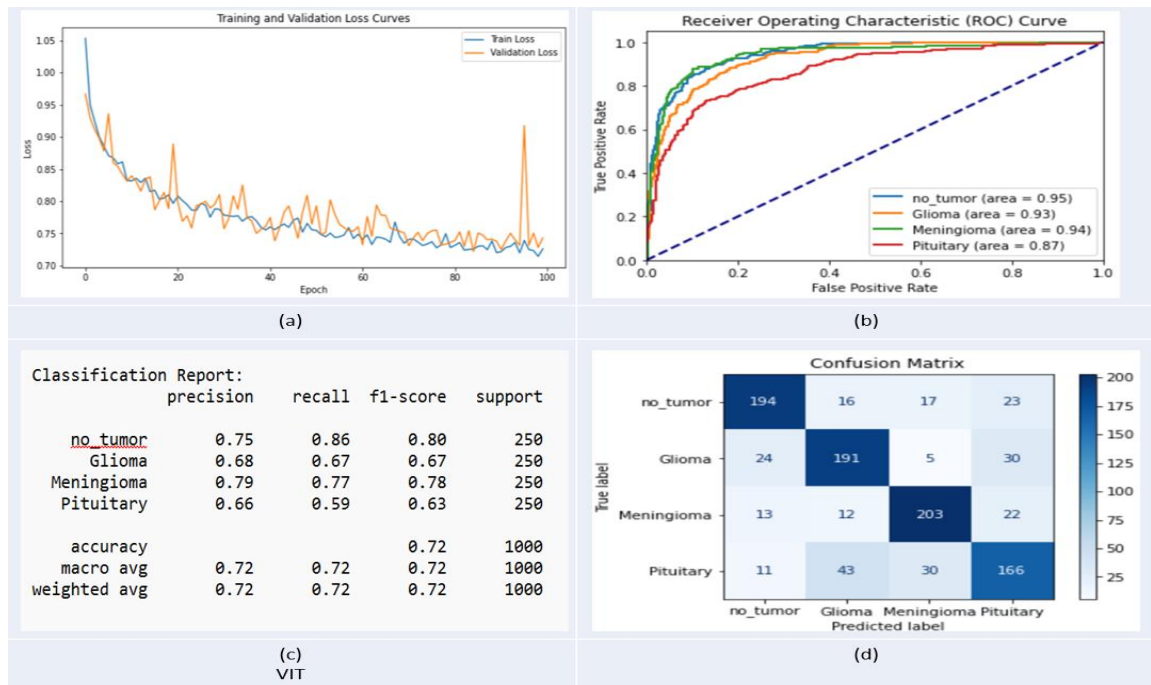 Training and Validation Loss Curves
Train Loss
Validation Loss
1.05
1.00
0.95
0.90
0.85
0.80
0.75
0.70
Loss
0 20 40 60 80 100
Epoch
(a)
Receiver Operating Characteristic (ROC) Curve
1.0
0.8
0.6
0.4
0.2
0.0
True Positive Rate
no_tumor (area = 0.95)
Glioma (area = 0.93)
Meningioma (area = 0.94)
Pituitary (area = 0.87)
0.0 0.2 0.4 0.6 0.8 1.0
False Positive Rate
(b)
Classification Report:
precision recall f1-score support
no_tumor 0.75 0.86 0.80 250
Glioma 0.68 0.67 0.67 250
Meningioma 0.79 0.77 0.78 250
Pituitary 0.66 0.59 0.63 250
accuracy 0.72 1000
macro avg 0.72 0.72 0.72 1000
weighted avg 0.72 0.72 0.72 1000
(c)
VIT
Confusion Matrix
True label
no_tumor 194 16 17 23
Glioma 24 191 5 30
Meningioma 13 12 203 22
Pituitary 11 43 30 166
no_tumor Glioma Meningioma Pituitary
Predicted label
200
175
150
125
100
75
50
25
(d)